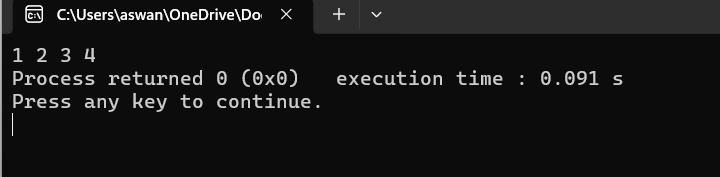 C:\Users\aswan\OneDrive\Do
1 2 3 4
Process returned 0 (0x0)   execution time : 0.091 s
Press any key to continue.